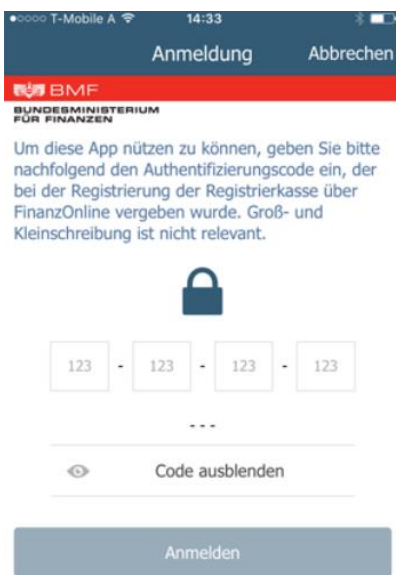 T-Mobile A 14:33
Anmeldung Abbrechen
BMF
BUNDESMINISTERIUM
FÜR FINANZEN
Um diese App nützen zu können, geben Sie bitte
nachfolgend den Authentifizierungscode ein, der
bei der Registrierung der Registrierkasse über
FinanzOnline vergeben wurde. Groß- und
Kleinschreibung ist nicht relevant.
123 - 123 - 123 - 123
---
Code ausblenden
Anmelden